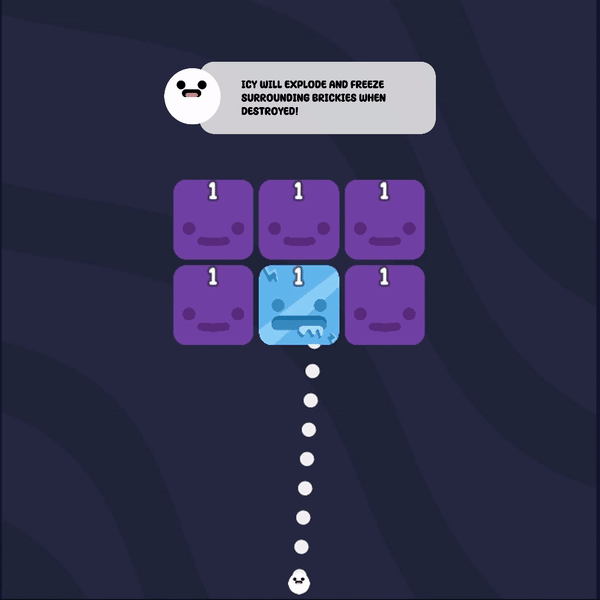 ICY WILL EXPLODE AND FREEZE
SURROUNDING BRICKIES WHEN
DESTROYED!
1 1 1
1 1 1